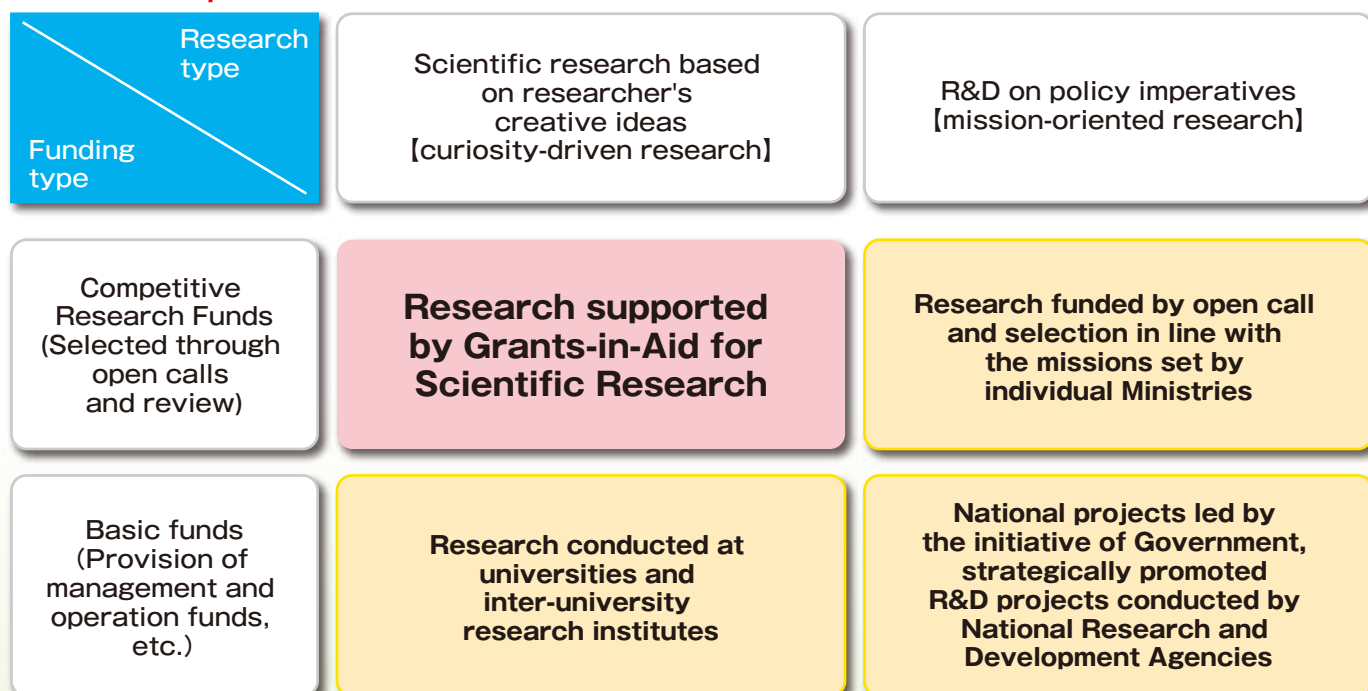 Research
type
Funding
type
Scientific research based
on researcher's
creative ideas
【curiosity-driven research】
R&D on policy imperatives
【mission-oriented research】
Competitive
Research Funds
(Selected through
open calls
and review)
Research supported
by Grants-in-Aid for
Scientific Research
Research funded by open call
and selection in line with
the missions set by
individual Ministries
Basic funds
(Provision of
management and
operation funds,
etc.)
Research conducted at
universities and
inter-university
research institutes
National projects led by
the initiative of Government,
strategically promoted
R&D projects conducted by
National Research and
Development Agencies